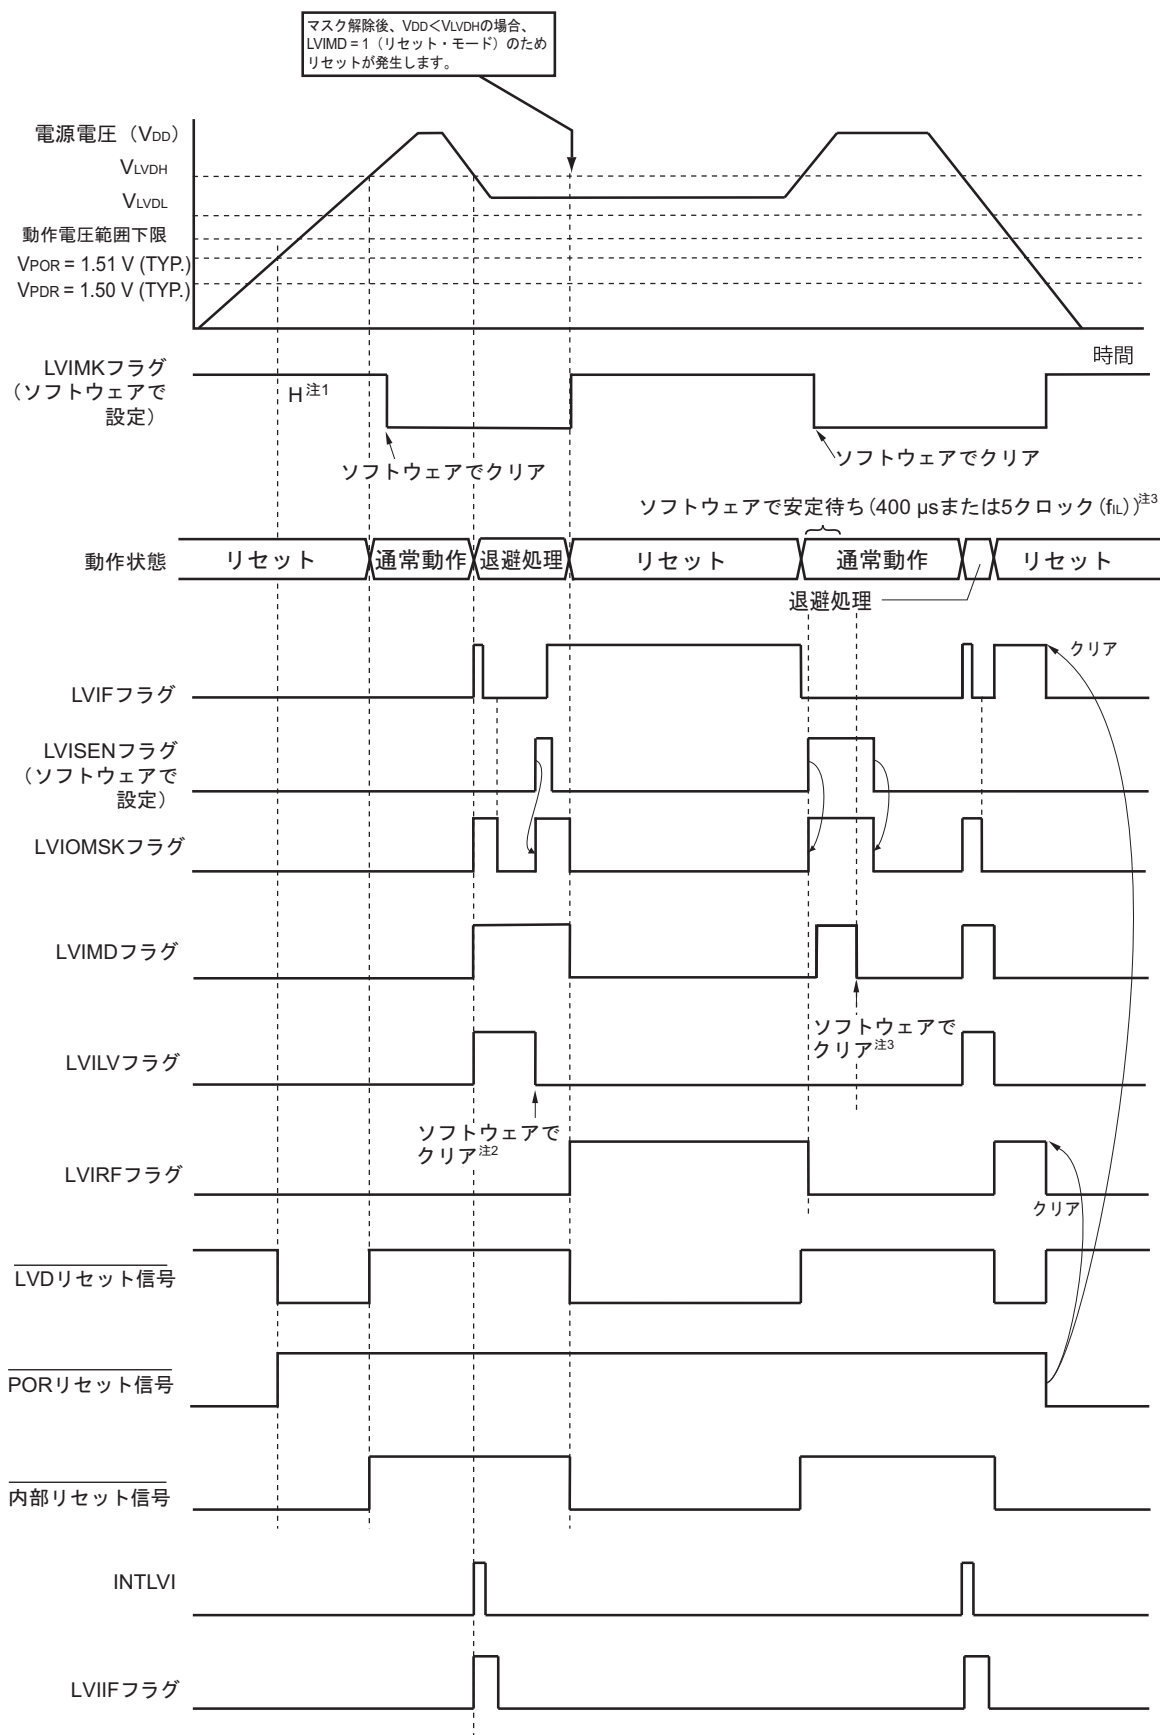 マスク解除後、VDD<VLVDHの場合、
LVIMD = 1（リセット・モード）のため
リセットが発生します。
電源電圧（VDD）
VLVDH
VLVDL
動作電圧範囲下限
VPOR = 1.51 V (TYP.)
VPDR = 1.50 V (TYP.)
時間
LVIMKフラグ
（ソフトウェアで
設定）
H注1
ソフトウェアでクリア
ソフトウェアでクリア
ソフトウェアで安定待ち（400 μsまたは5クロック（fIL））注3
動作状態
リセット
通常動作
退避処理
リセット
通常動作
リセット
退避処理
クリア
LVIFフラグ
LVISENフラグ
（ソフトウェアで
設定）
LVIOMSKフラグ
LVIMDフラグ
ソフトウェアで
クリア注3
LVILVフラグ
ソフトウェアで
クリア注2
LVIRFフラグ
クリア
LVDリセット信号
PORリセット信号
内部リセット信号
INTLVI
LVIIFフラグ